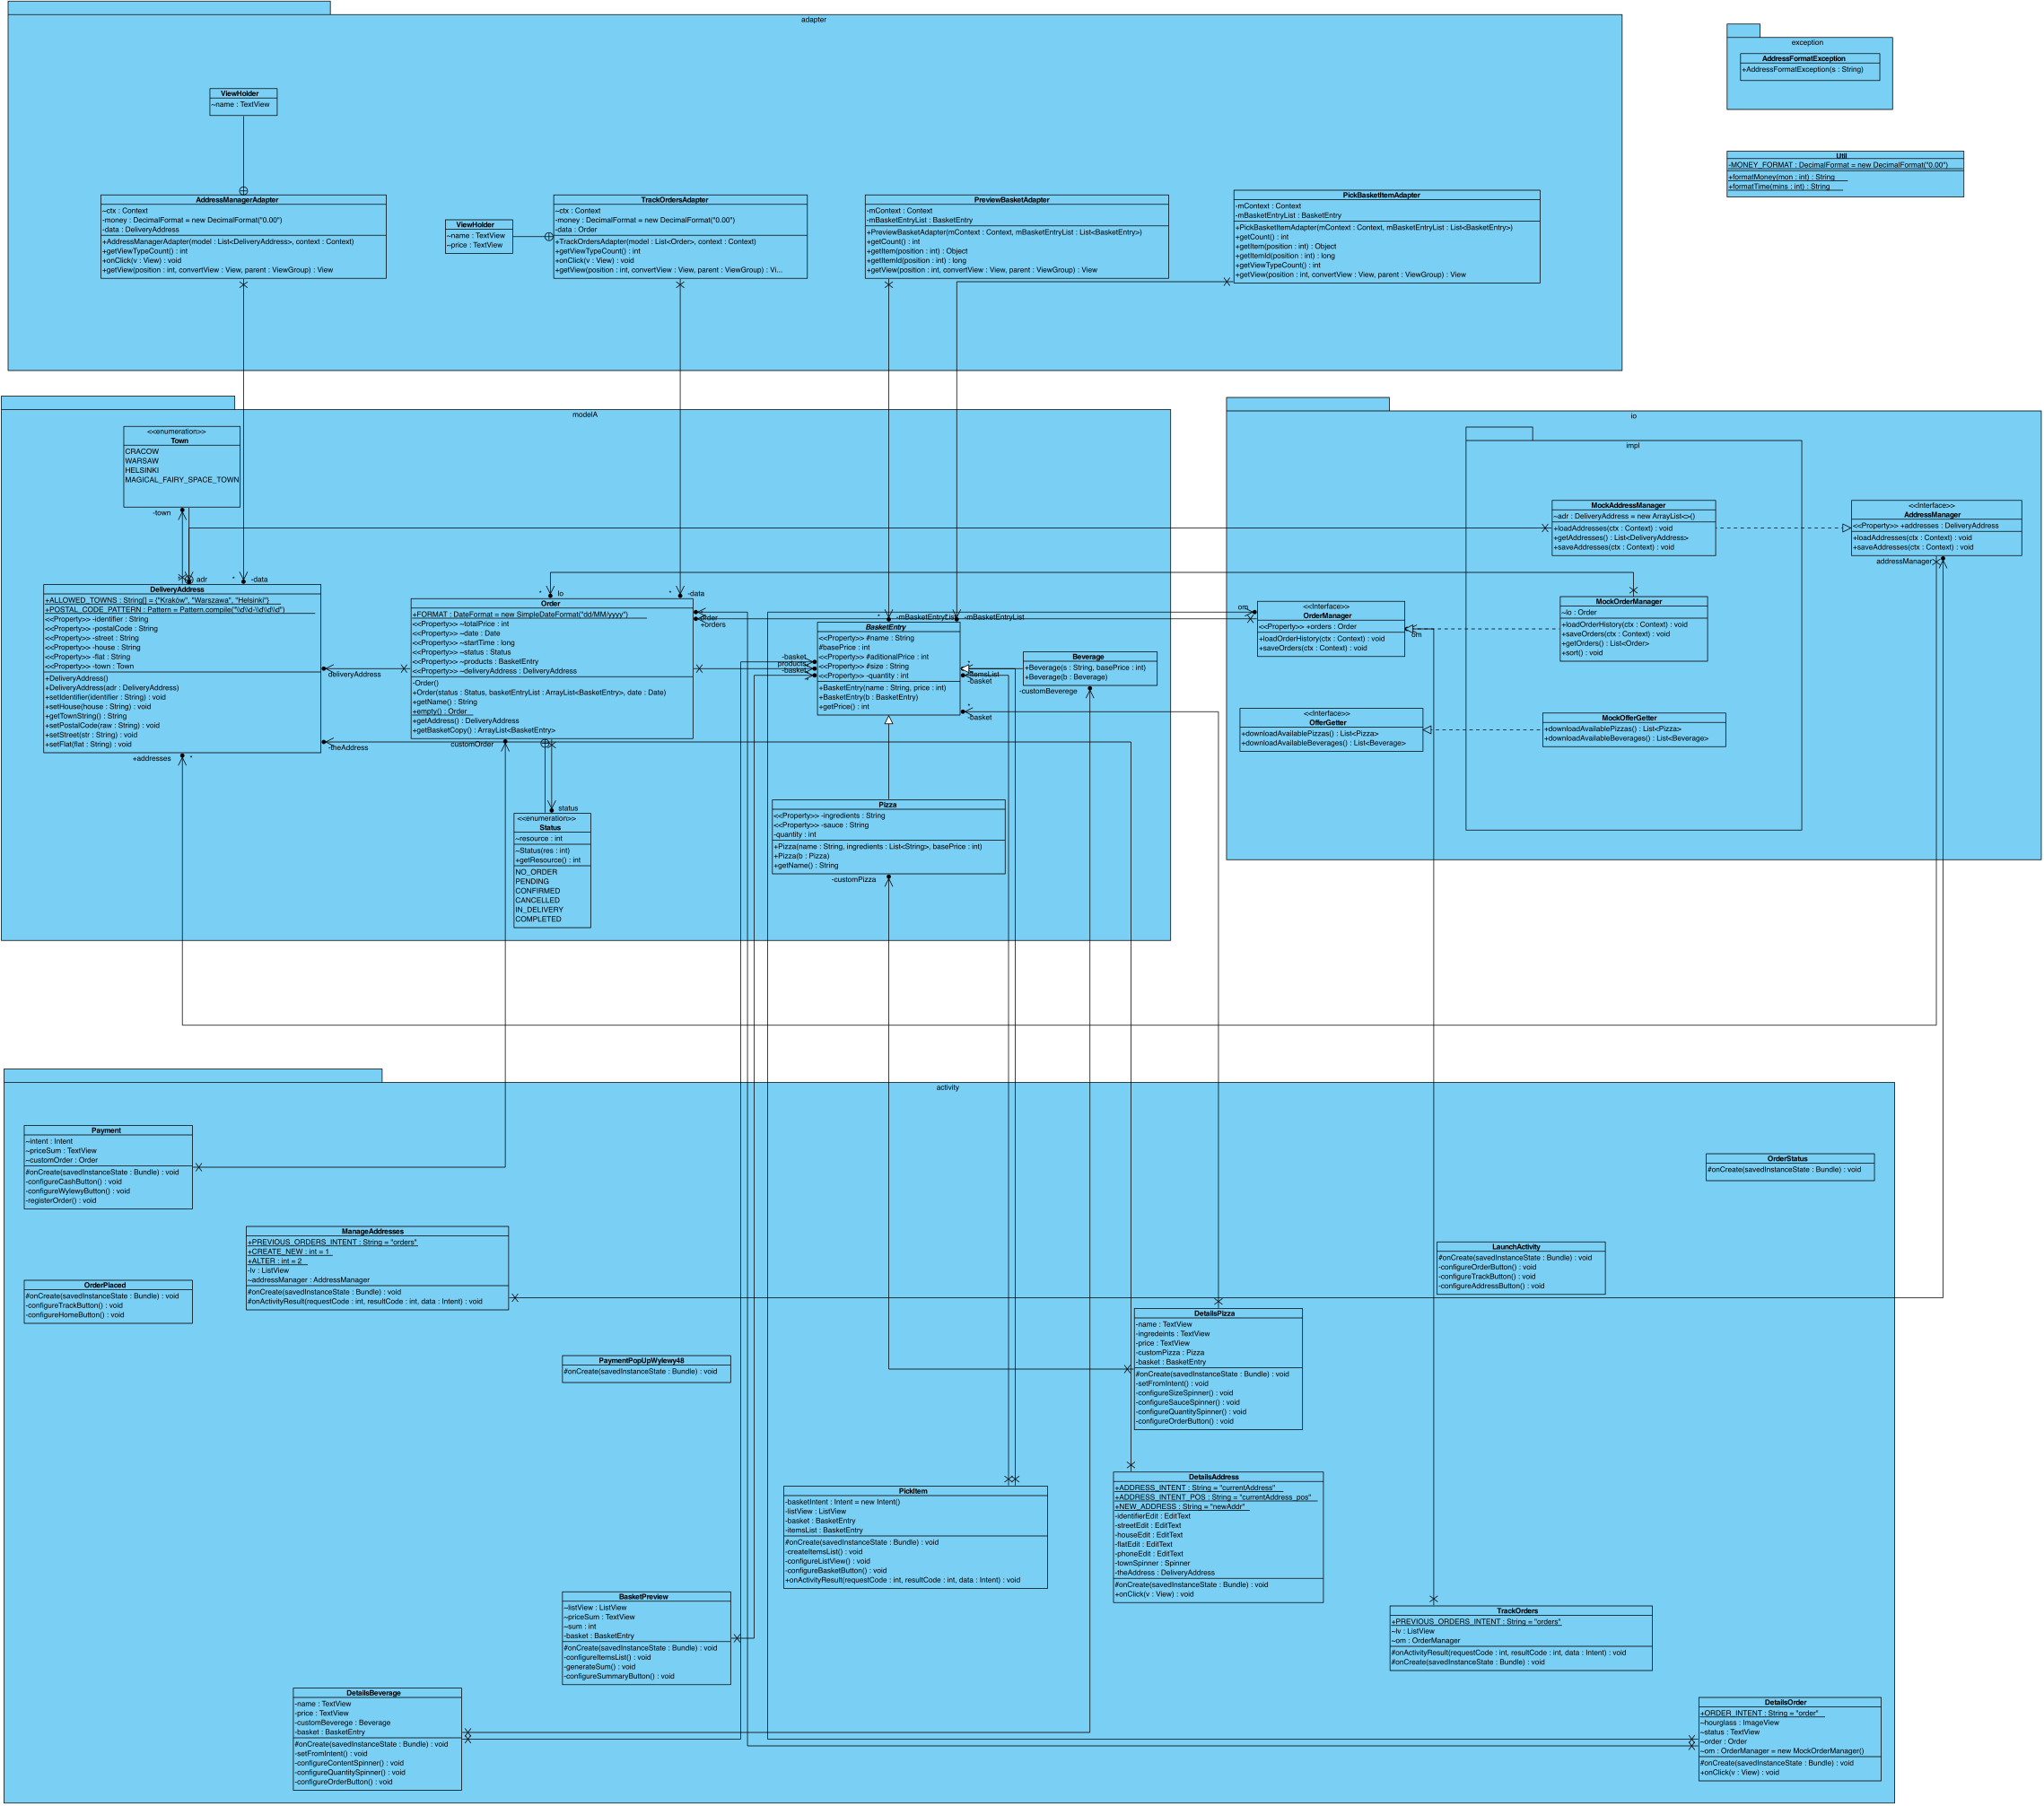 adapter
ViewHolder
~name : TextView
AddressManagerAdapter
~ctx : Context
-money : DecimalFormat = new DecimalFormat("0.00")
-data : DeliveryAddress
+AddressManagerAdapter(model : List<DeliveryAddress>, context : Context)
+getViewTypeCount() : int
+onClick(v : View) : void
+getView(position : int, convertView : View, parent : ViewGroup) : View
ViewHolder
~name : TextView
~price : TextView
TrackOrdersAdapter
~ctx : Context
-money : DecimalFormat = new DecimalFormat("0.00")
-data : Order
+TrackOrdersAdapter(model : List<Order>, context : Context)
+getViewTypeCount() : int
+onClick(v : View) : void
+getView(position : int, convertView : View, parent : ViewGroup) : Vi...
PreviewBasketAdapter
-mContext : Context
-mBasketEntryList : BasketEntry
+PreviewBasketAdapter(mContext : Context, mBasketEntryList : List<BasketEntry>)
+getCount() : int
+getItem(position : int) : Object
+getItemId(position : int) : long
+getView(position : int, convertView : View, parent : ViewGroup) : View
PickBasketItemAdapter
-mContext : Context
-mBasketEntryList : BasketEntry
+PickBasketItemAdapter(mContext : Context, mBasketEntryList : List<BasketEntry>)
+getCount() : int
+getItem(position : int) : Object
+getItemId(position : int) : long
+getViewTypeCount() : int
+getView(position : int, convertView : View, parent : ViewGroup) : View
exception
AddressFormatException
+AddressFormatException(s : String)
Util
-MONEY_FORMAT : DecimalFormat = new DecimalFormat("0.00")
+formatMoney(mon : int) : String
+formatTime(mins : int) : String
modelA
<<enumeration>>
Town
CRACOW
WARSAW
HELSINKI
MAGICAL_FAIRY_SPACE_TOWN
-town
adr
*
-data
DeliveryAddress
+ALLOWED_TOWNS : String[] = {"Kraków", "Warszawa", "Helsinki"}
+POSTAL_CODE_PATTERN : Pattern = Pattern.compile("\\d\\d-\\d\\d\\d")
<<Property>> -identifier : String
<<Property>> -postalCode : String
<<Property>> -street : String
<<Property>> -house : String
<<Property>> -flat : String
<<Property>> -town : Town
+DeliveryAddress()
+DeliveryAddress(adr : DeliveryAddress)
+setIdentifier(identifier : String) : void
+setHouse(house : String) : void
+getTownString() : String
+setPostalCode(raw : String) : void
+setStreet(str : String) : void
+setFlat(flat : String) : void
+addresses
*
deliveryAddress
-theAddress
*
lo
*
-data
Order
+FORMAT : DateFormat = new SimpleDateFormat("dd/MM/yyyy")
<<Property>> -totalPrice : int
<<Property>> ~date : Date
<<Property>> ~startTime : long
<<Property>> ~status : Status
<<Property>> ~products : BasketEntry
<<Property>> ~deliveryAddress : DeliveryAddress
-Order()
+Order(status : Status, basketEntryList : ArrayList<BasketEntry>, date : Date)
+getName() : String
+empty() : Order
+getAddress() : DeliveryAddress
+getBasketCopy() : ArrayList<BasketEntry>
order
+orders
customOrder
status
<<enumeration>>
Status
~resource : int
~Status(res : int)
+getResource() : int
NO_ORDER
PENDING
CONFIRMED
CANCELLED
IN_DELIVERY
COMPLETED
*
-mBasketEntryList
-mBasketEntryList
BasketEntry
<<Property>> #name : String
#basePrice : int
<<Property>> #aditionalPrice : int
<<Property>> #size : String
<<Property>> -quantity : int
+BasketEntry(name : String, price : int)
+BasketEntry(b : BasketEntry)
+getPrice() : int
-basket
products
-basket
*
-itemsList
-basket
*
-basket
Beverage
+Beverage(s : String, basePrice : int)
+Beverage(b : Beverage)
-customBeverege
Pizza
<<Property>> -ingredients : String
<<Property>> -sauce : String
-quantity : int
+Pizza(name : String, ingredients : List<String>, basePrice : int)
+Pizza(b : Pizza)
+getName() : String
-customPizza
io
impl
MockAddressManager
~adr : DeliveryAddress = new ArrayList<>()
+loadAddresses(ctx : Context) : void
+getAddresses() : List<DeliveryAddress>
+saveAddresses(ctx : Context) : void
<<Interface>>
AddressManager
<<Property>> +addresses : DeliveryAddress
+loadAddresses(ctx : Context) : void
+saveAddresses(ctx : Context) : void
addressManager
om
<<Interface>>
OrderManager
<<Property>> +orders : Order
+loadOrderHistory(ctx : Context) : void
+saveOrders(ctx : Context) : void
om
MockOrderManager
~lo : Order
+loadOrderHistory(ctx : Context) : void
+saveOrders(ctx : Context) : void
+getOrders() : List<Order>
+sort() : void
<<Interface>>
OfferGetter
+downloadAvailablePizzas() : List<Pizza>
+downloadAvailableBeverages() : List<Beverage>
MockOfferGetter
+downloadAvailablePizzas() : List<Pizza>
+downloadAvailableBeverages() : List<Beverage>
activity
Payment
~intent : Intent
~priceSum : TextView
~customOrder : Order
#onCreate(savedInstanceState : Bundle) : void
-configureCashButton() : void
-configureWylewyButton() : void
-registerOrder() : void
OrderStatus
#onCreate(savedInstanceState : Bundle) : void
ManageAddresses
+PREVIOUS_ORDERS_INTENT : String = "orders"
+CREATE_NEW : int = 1
+ALTER : int = 2
-lv : ListView
~addressManager : AddressManager
#onCreate(savedInstanceState : Bundle) : void
#onActivityResult(requestCode : int, resultCode : int, data : Intent) : void
LaunchActivity
#onCreate(savedInstanceState : Bundle) : void
-configureOrderButton() : void
-configureTrackButton() : void
-configureAddressButton() : void
OrderPlaced
#onCreate(savedInstanceState : Bundle) : void
-configureTrackButton() : void
-configureHomeButton() : void
DetailsPizza
-name : TextView
-ingredeints : TextView
-price : TextView
-customPizza : Pizza
-basket : BasketEntry
#onCreate(savedInstanceState : Bundle) : void
-setFromIntent() : void
-configureSizeSpinner() : void
-configureSauceSpinner() : void
-configureQuantitySpinner() : void
-configureOrderButton() : void
PaymentPopUpWylewy48
#onCreate(savedInstanceState : Bundle) : void
PickItem
-basketIntent : Intent = new Intent()
-listView : ListView
-basket : BasketEntry
-itemsList : BasketEntry
#onCreate(savedInstanceState : Bundle) : void
-createItemsList() : void
-configureListView() : void
-configureBasketButton() : void
+onActivityResult(requestCode : int, resultCode : int, data : Intent) : void
DetailsAddress
+ADDRESS_INTENT : String = "currentAddress"
+ADDRESS_INTENT_POS : String = "currentAddress_pos"
+NEW_ADDRESS : String = "newAddr"
-identifierEdit : EditText
-streetEdit : EditText
-houseEdit : EditText
-flatEdit : EditText
-phoneEdit : EditText
-townSpinner : Spinner
-theAddress : DeliveryAddress
#onCreate(savedInstanceState : Bundle) : void
+onClick(v : View) : void
BasketPreview
~listView : ListView
~priceSum : TextView
~sum : int
-basket : BasketEntry
#onCreate(savedInstanceState : Bundle) : void
-configureItemsList() : void
-generateSum() : void
-configureSummaryButton() : void
TrackOrders
+PREVIOUS_ORDERS_INTENT : String = "orders"
~lv : ListView
~om : OrderManager
#onActivityResult(requestCode : int, resultCode : int, data : Intent) : void
#onCreate(savedInstanceState : Bundle) : void
DetailsBeverage
-name : TextView
-price : TextView
-customBeverege : Beverage
-basket : BasketEntry
#onCreate(savedInstanceState : Bundle) : void
-setFromIntent() : void
-configureContentSpinner() : void
-configureQuantitySpinner() : void
-configureOrderButton() : void
DetailsOrder
+ORDER_INTENT : String = "order"
~hourglass : ImageView
~status : TextView
~order : Order
~om : OrderManager = new MockOrderManager()
#onCreate(savedInstanceState : Bundle) : void
+onClick(v : View) : void